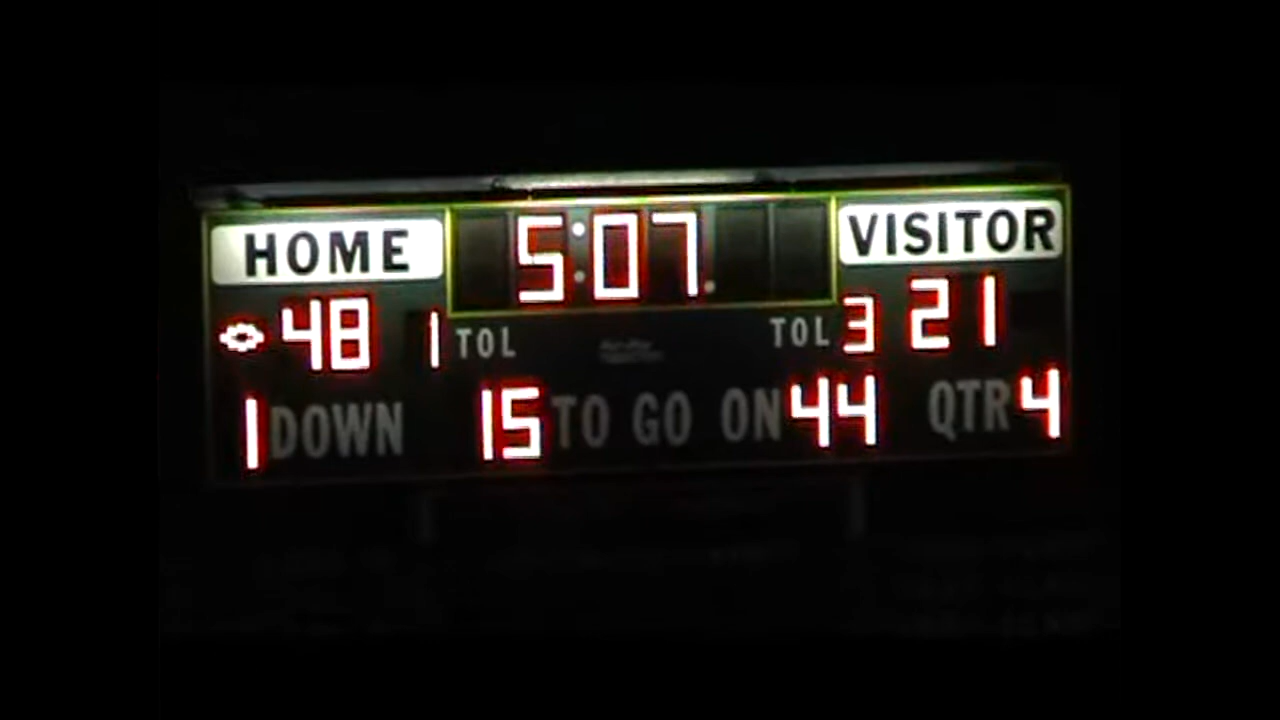 HOME 5:07 VISITOR
48 1 TOL TOL 3 21
1 DOWN 15 TO GO ON 44 QTR 4